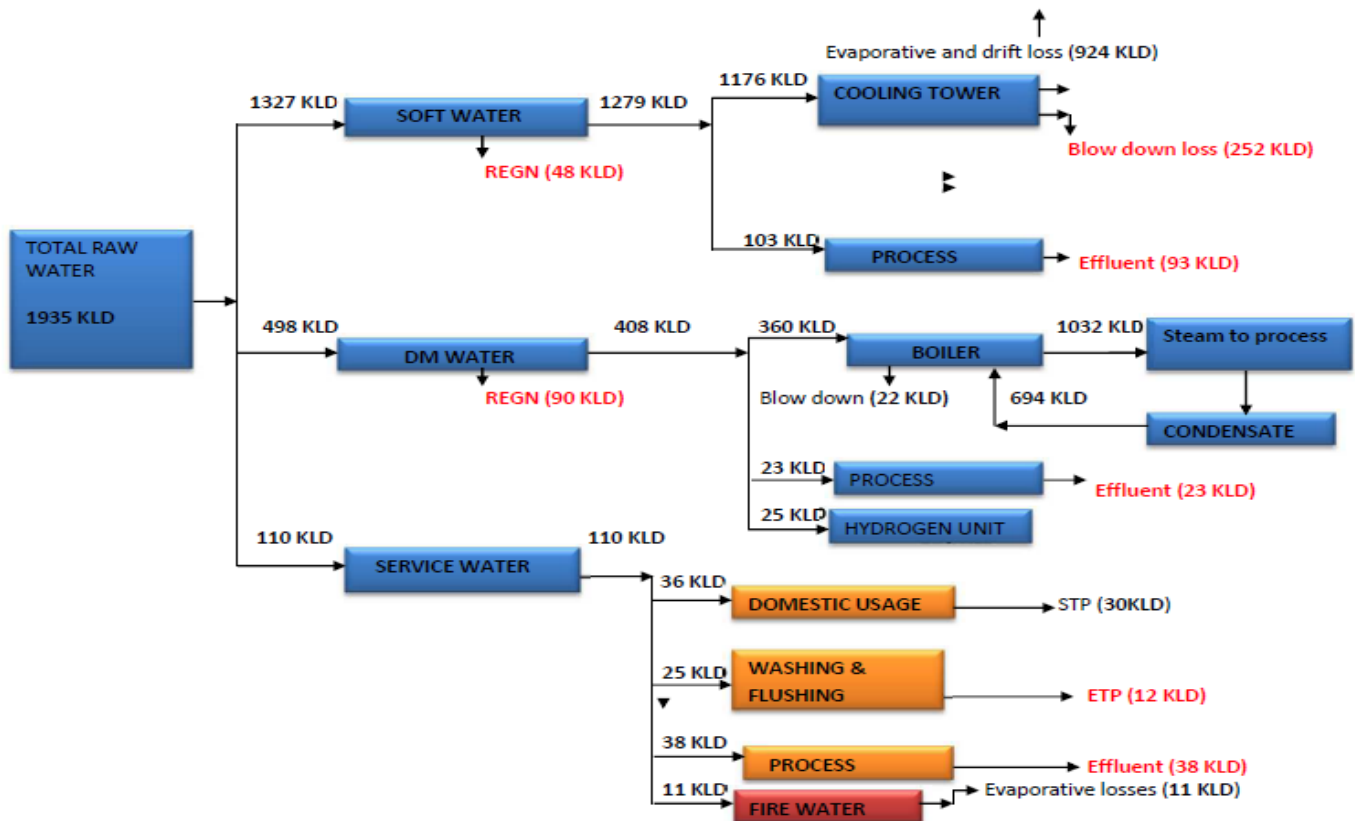 Evaporative and drift loss (924 KLD)
1176 KLD
COOLING TOWER
1327 KLD
1279 KLD
SOFT WATER
Blow down loss (252 KLD)
REGN (48 KLD)
TOTAL RAW
WATER
1935 KLD
103 KLD
PROCESS
Effluent (93 KLD)
498 KLD
408 KLD
360 KLD
1032 KLD
Steam to process
DM WATER
BOILER
REGN (90 KLD)
Blow down (22 KLD)
694 KLD
CONDENSATE
23 KLD
PROCESS
Effluent (23 KLD)
25 KLD
HYDROGEN UNIT
110 KLD
110 KLD
SERVICE WATER
36 KLD
DOMESTIC USAGE
STP (30KLD)
25 KLD
WASHING &
FLUSHING
ETP (12 KLD)
38 KLD
PROCESS
Effluent (38 KLD)
11 KLD
FIRE WATER
Evaporative losses (11 KLD)